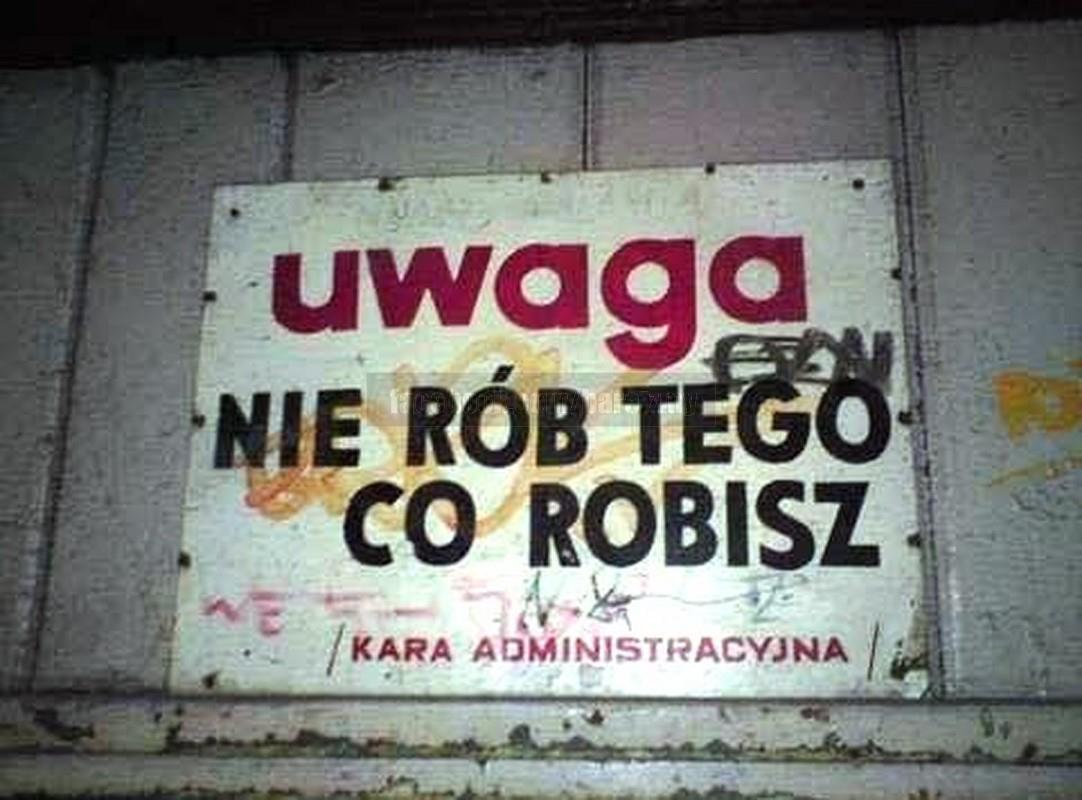 uwaga
NIE RÓB TEGO
CO ROBISZ
/KARA ADMINISTRACYJNA/